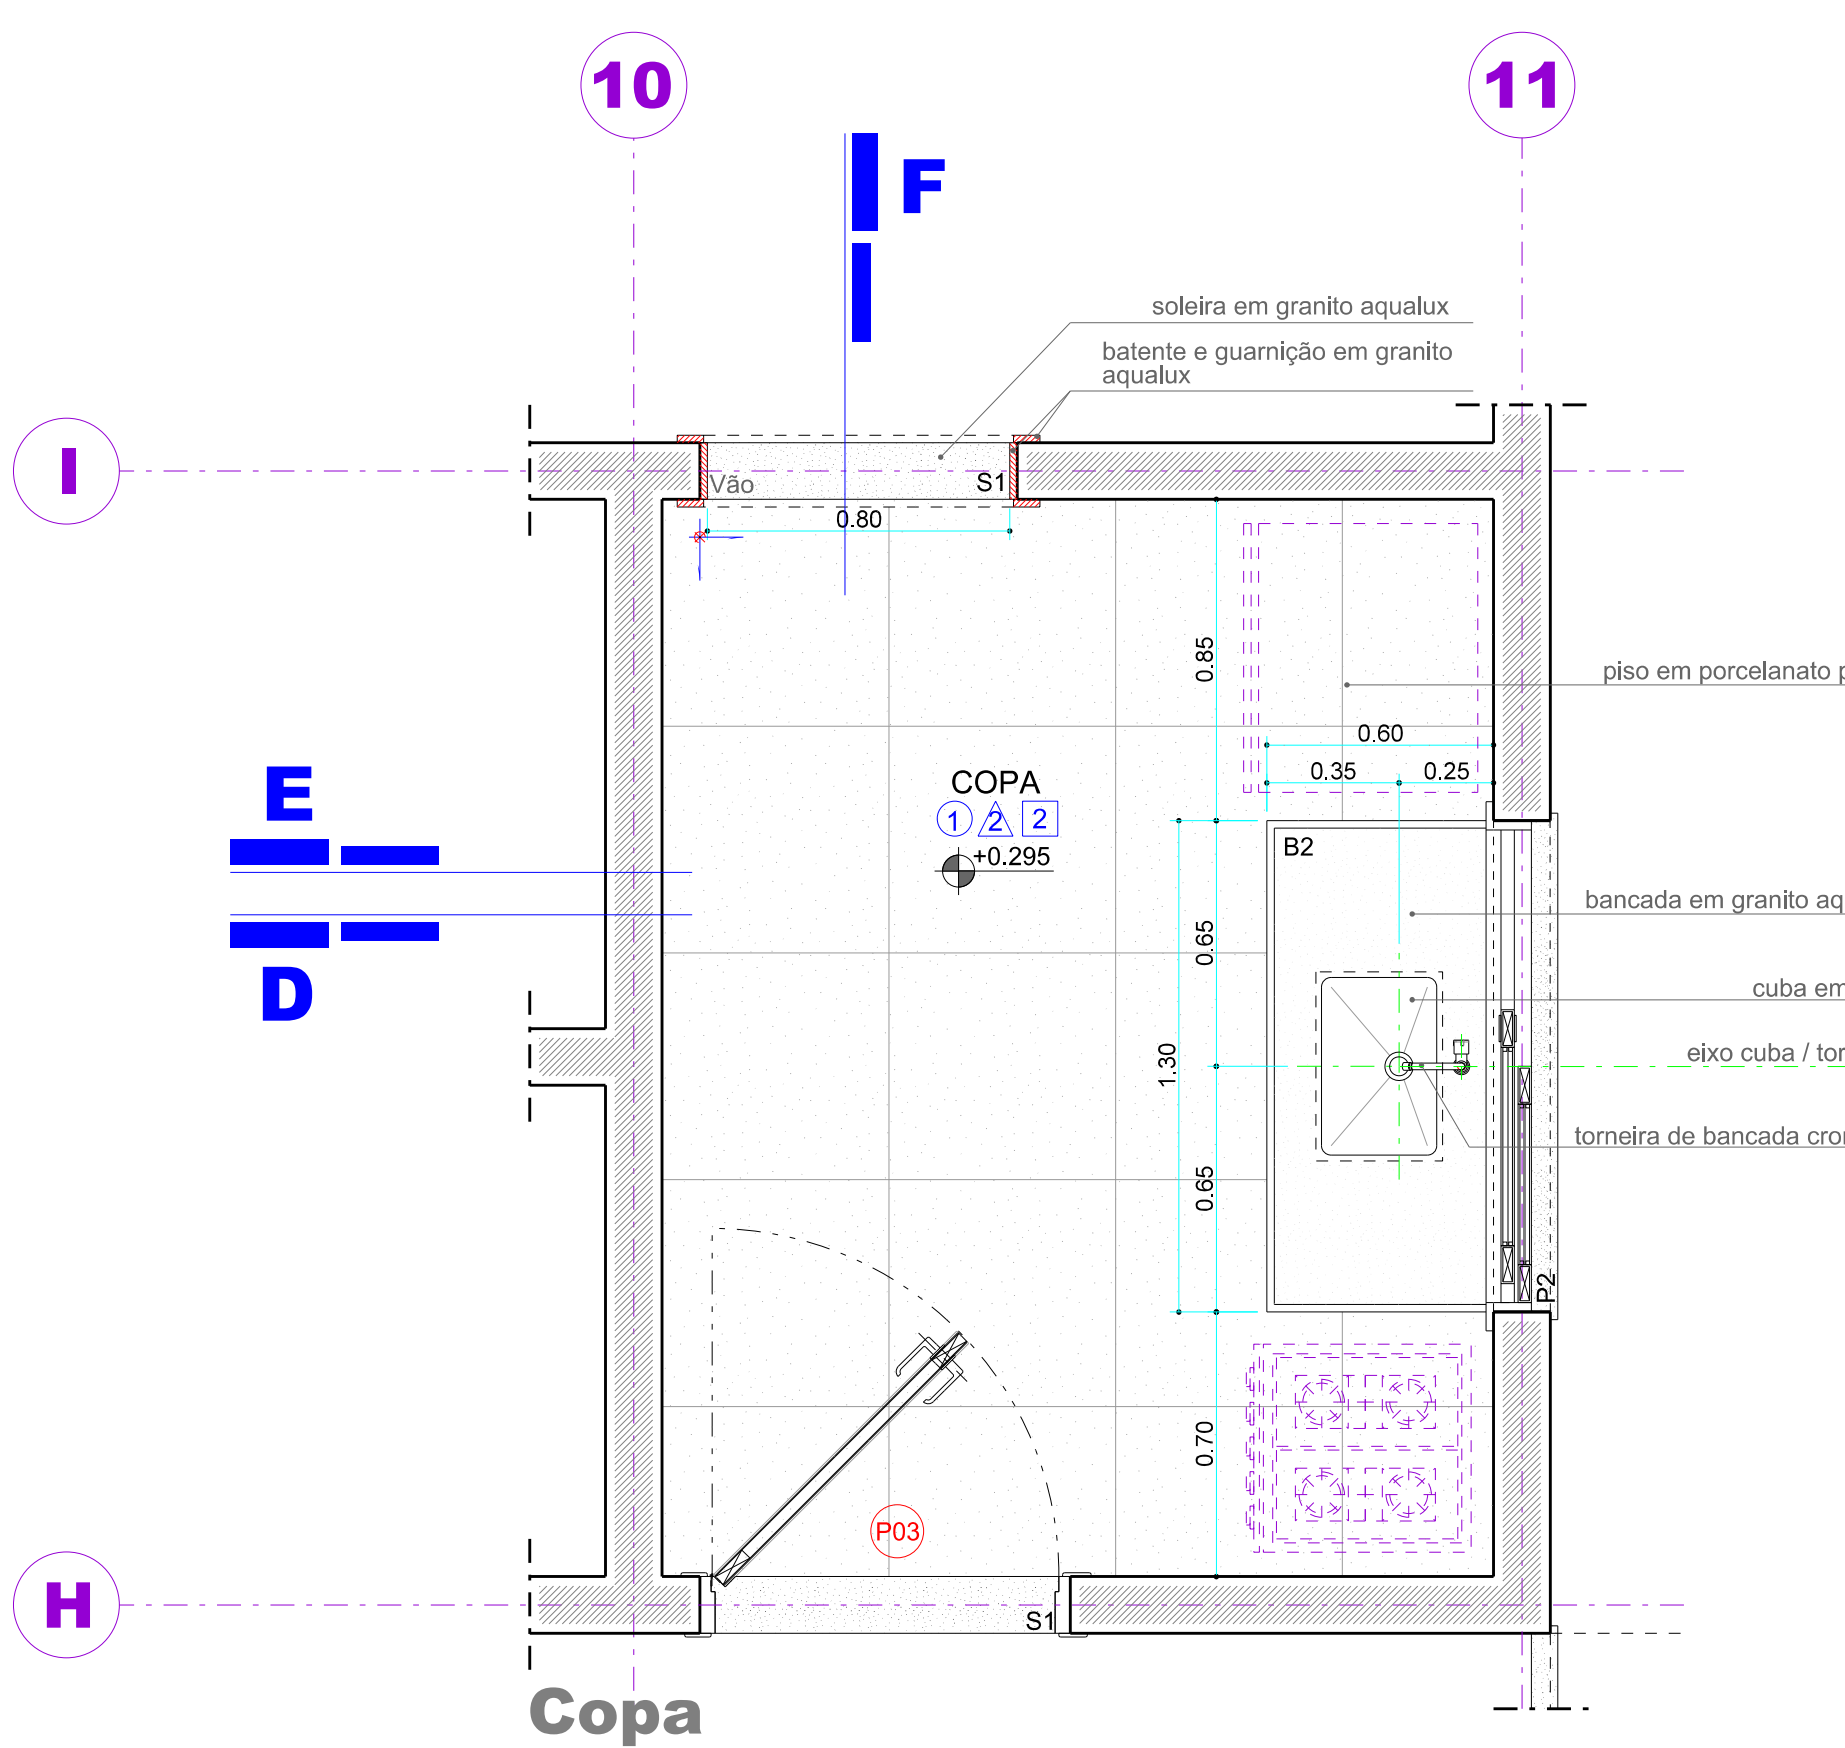 10
11
F
soleira em granito aqualux
batente e guarnição em granito
aqualux
I
Vão
S1
0.80
0.85
piso em porcelanato p
0.60
0.35
0.25
E
COPA
1 2 2
+0.295
B2
bancada em granito aq
0.65
D
cuba em
1.30
eixo cuba / tor
torneira de bancada cror
0.65
P2
0.70
P03
H
S1
Copa